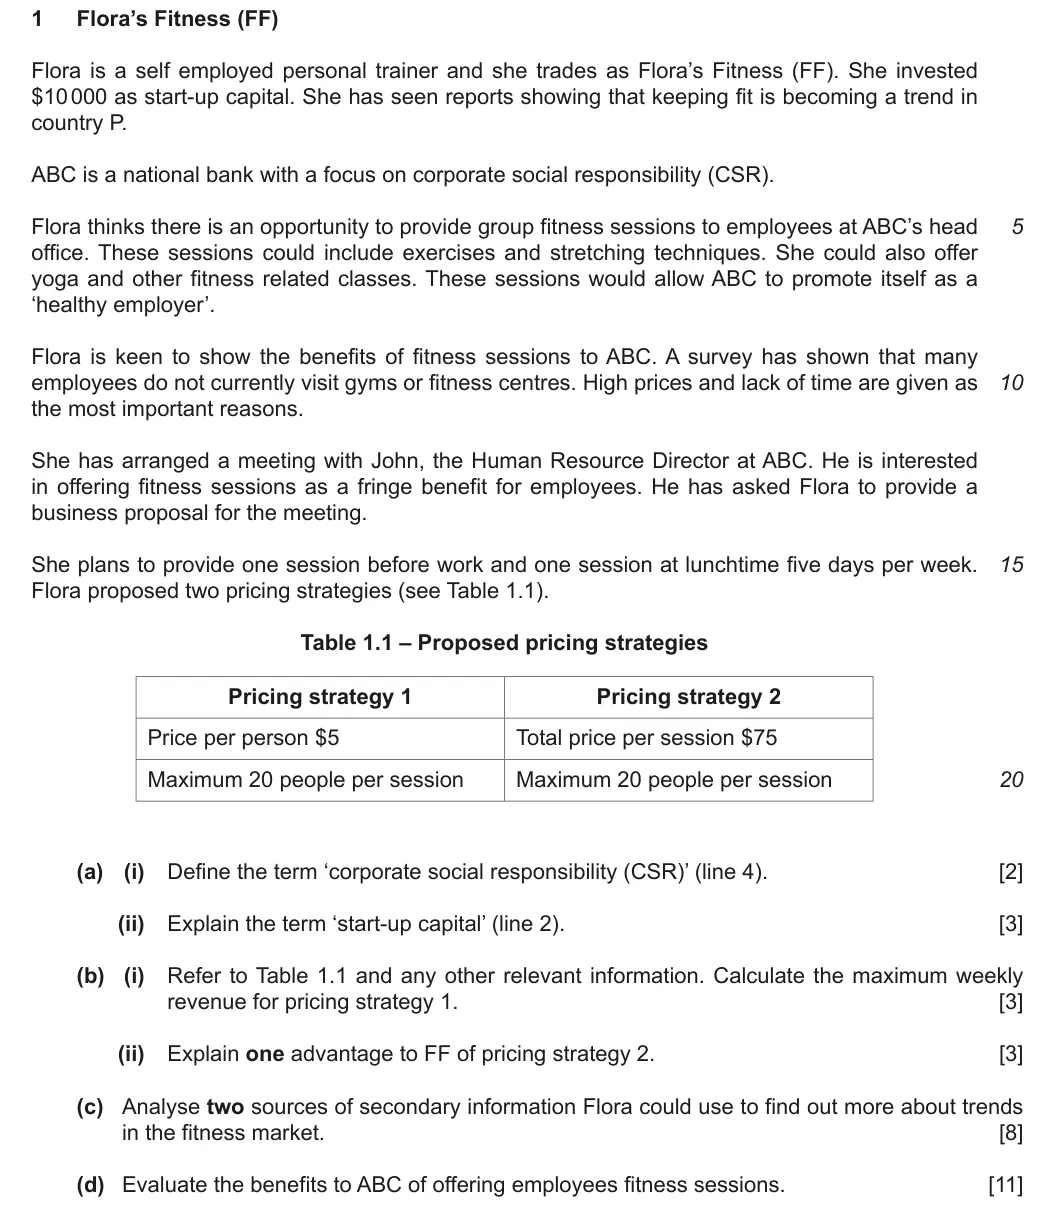 1 Flora’s Fitness (FF)
Flora is a self employed personal trainer and she trades as Flora’s Fitness (FF). She invested
$10 000 as start-up capital. She has seen reports showing that keeping fit is becoming a trend in
country P.
ABC is a national bank with a focus on corporate social responsibility (CSR).
Flora thinks there is an opportunity to provide group fitness sessions to employees at ABC’s head 5
office. These sessions could include exercises and stretching techniques. She could also offer
yoga and other fitness related classes. These sessions would allow ABC to promote itself as a
‘healthy employer’.
Flora is keen to show the benefits of fitness sessions to ABC. A survey has shown that many
employees do not currently visit gyms or fitness centres. High prices and lack of time are given as 10
the most important reasons.
She has arranged a meeting with John, the Human Resource Director at ABC. He is interested
in offering fitness sessions as a fringe benefit for employees. He has asked Flora to provide a
business proposal for the meeting.
She plans to provide one session before work and one session at lunchtime five days per week. 15
Flora proposed two pricing strategies (see Table 1.1).
Table 1.1 – Proposed pricing strategies
Pricing strategy 1 Pricing strategy 2
Price per person $5 Total price per session $75
Maximum 20 people per session Maximum 20 people per session 20
(a) (i) Define the term ‘corporate social responsibility (CSR)’ (line 4). [2]
(ii) Explain the term ‘start-up capital’ (line 2). [3]
(b) (i) Refer to Table 1.1 and any other relevant information. Calculate the maximum weekly
revenue for pricing strategy 1. [3]
(ii) Explain one advantage to FF of pricing strategy 2. [3]
(c) Analyse two sources of secondary information Flora could use to find out more about trends
in the fitness market. [8]
(d) Evaluate the benefits to ABC of offering employees fitness sessions. [11]